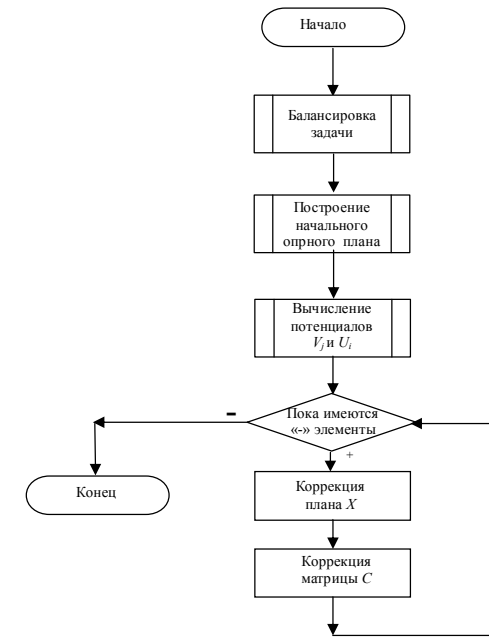 Начало
Балансировка
задачи
Построение
начального
опрного плана
Вычисление
потенциалов
Vj и Ui
Пока имеются
«-» элементы
-
+
Конец
Коррекция
плана X
Коррекция
матрицы C